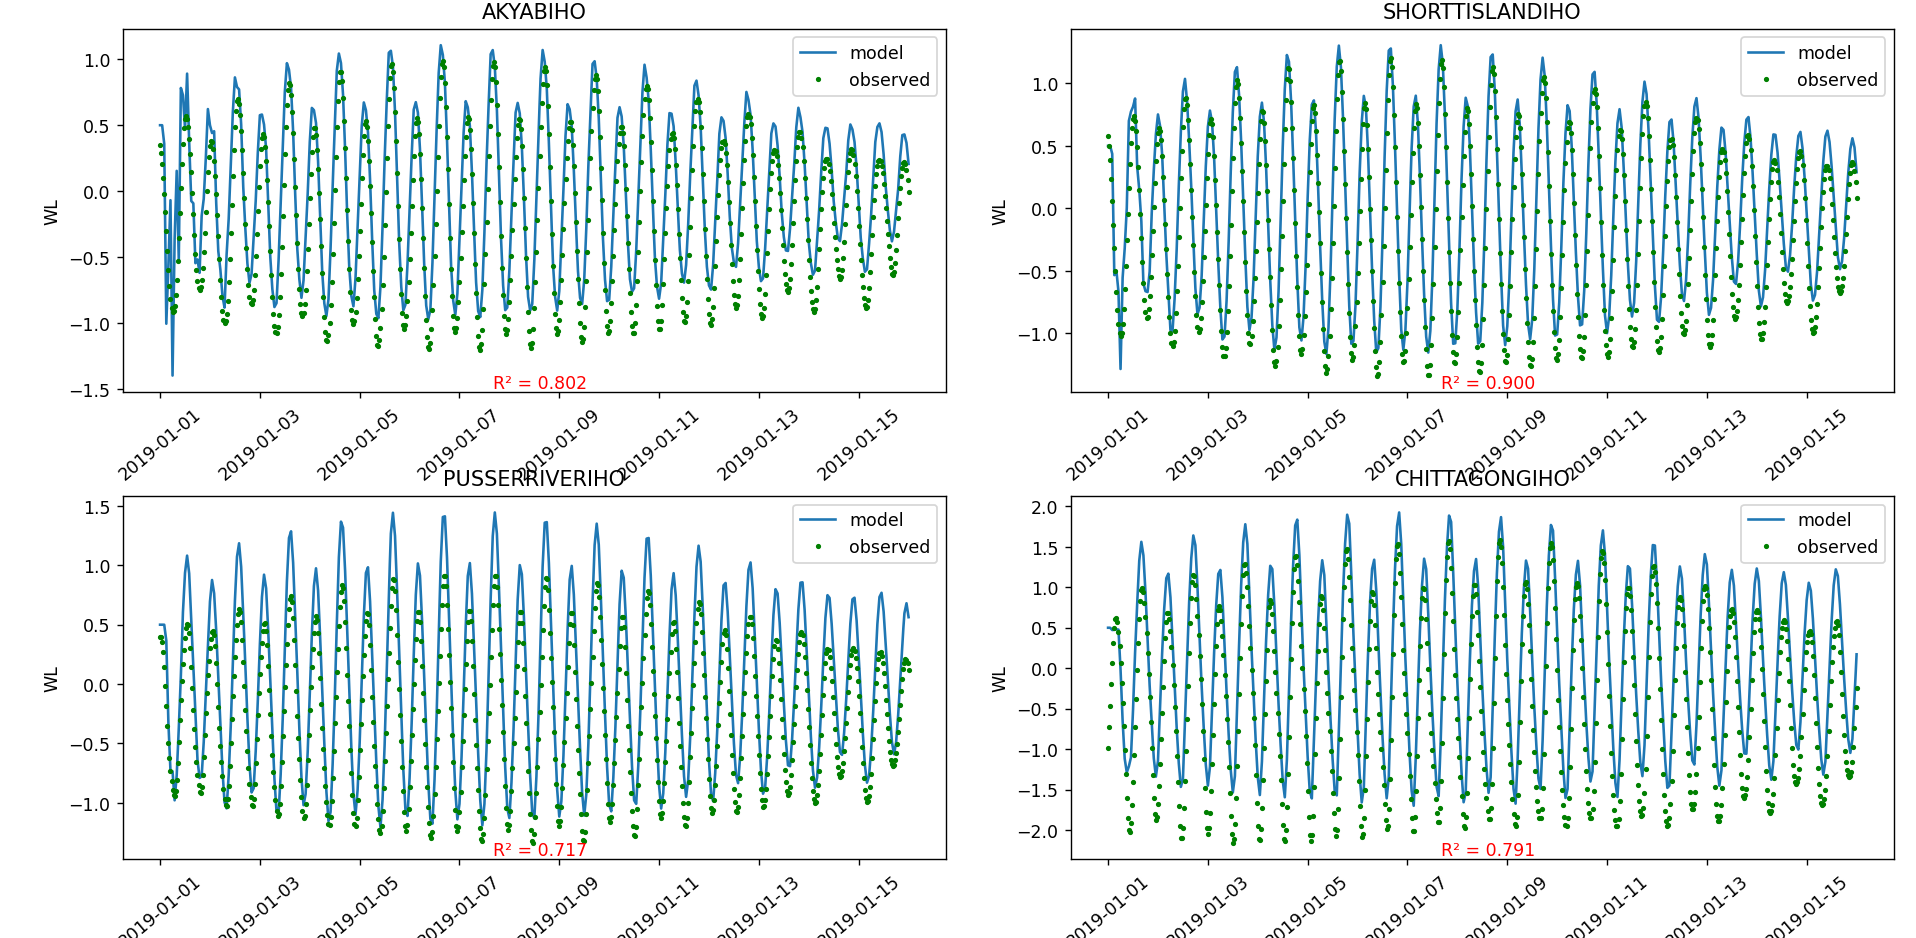 AKYABIHO
1.0
0.5
0.0
−0.5
−1.0
−1.5
WL
model
observed
R² = 0.802
2019-01-01
2019-01-03
2019-01-05
2019-01-07
2019-01-09
2019-01-11
2019-01-13
2019-01-15
SHORTTISLANDIHO
1.0
0.5
0.0
−0.5
−1.0
WL
model
observed
R² = 0.900
2019-01-01
2019-01-03
2019-01-05
2019-01-07
2019-01-09
2019-01-11
2019-01-13
2019-01-15
PUSSERRIVERIHO
1.5
1.0
0.5
0.0
−0.5
−1.0
WL
model
observed
R² = 0.717
2019-01-01
2019-01-03
2019-01-05
2019-01-07
2019-01-09
2019-01-11
2019-01-13
2019-01-15
CHITTAGONGIHO
2.0
1.5
1.0
0.5
0.0
−0.5
−1.0
−1.5
−2.0
WL
model
observed
R² = 0.791
2019-01-01
2019-01-03
2019-01-05
2019-01-07
2019-01-09
2019-01-11
2019-01-13
2019-01-15